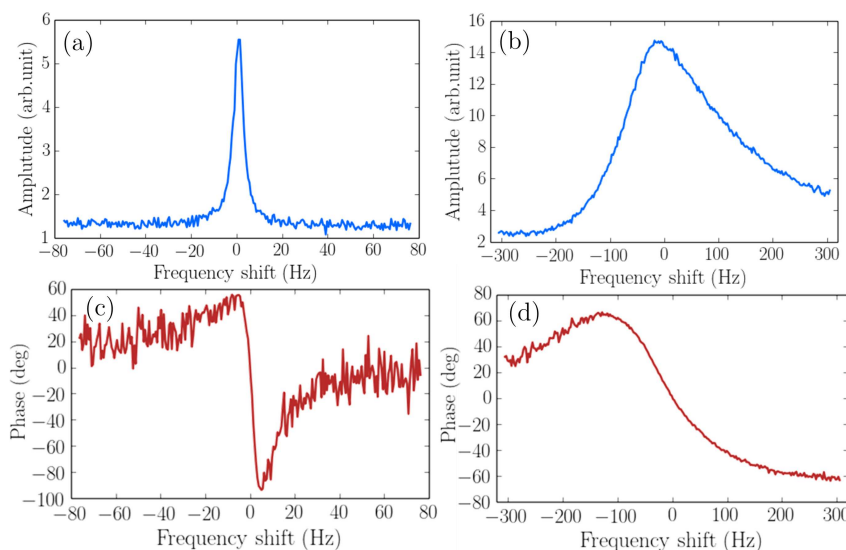 (a)
6
5
4
3
2
1
Amplutude (arb.unit)
−80 −60 −40 −20 0 20 40 60 80
Frequency shift (Hz)
(b)
16
14
12
10
8
6
4
2
Amplutude (arb.unit)
−300 −200 −100 0 100 200 300
Frequency shift (Hz)
(c)
60
40
20
0
−20
−40
−60
−80
−100
Phase (deg)
−80 −60 −40 −20 0 20 40 60 80
Frequency shift (Hz)
(d)
80
60
40
20
0
−20
−40
−60
−80
Phase (deg)
−300 −200 −100 0 100 200 300
Frequency shift (Hz)